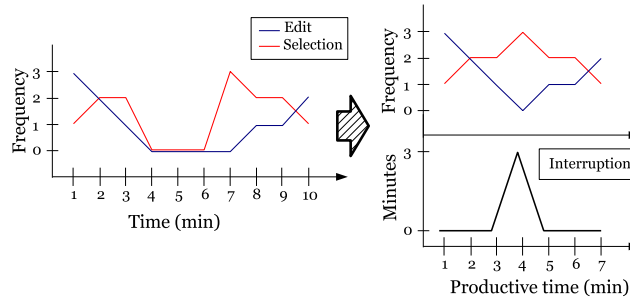 Edit
Selection
Frequency
3
2
1
0
1 2 3 4 5 6 7 8 9 10
Time (min)
Frequency
3
2
1
0
Minutes
3
0
Interruption
1 2 3 4 5 6 7
Productive time (min)